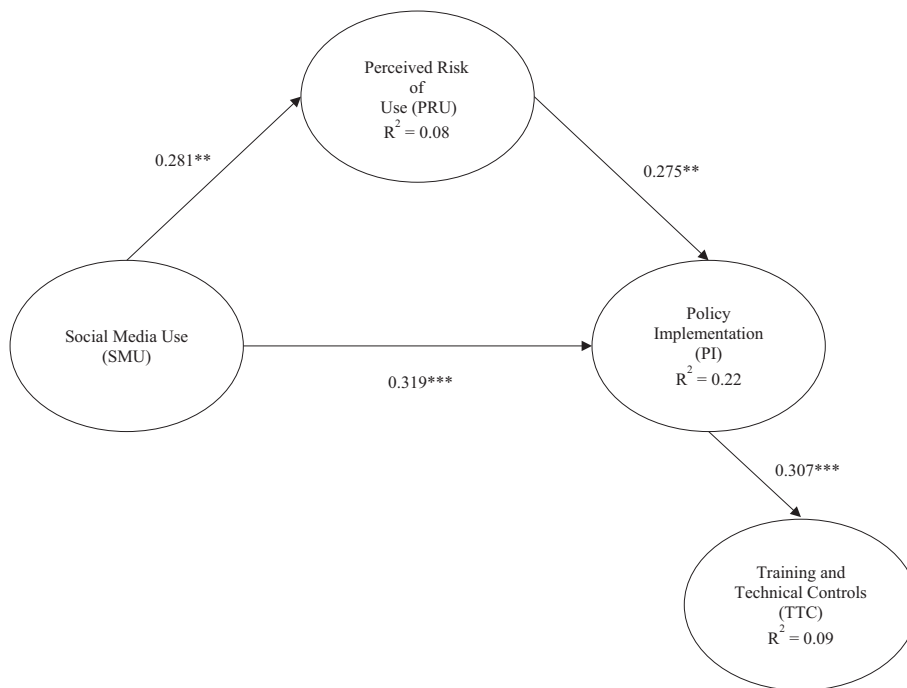 Perceived Risk
of
Use (PRU)
R² = 0.08
0.281**
0.275**
Social Media Use
(SMU)
0.319***
Policy
Implementation
(PI)
R² = 0.22
0.307***
Training and
Technical Controls
(TTC)
R² = 0.09